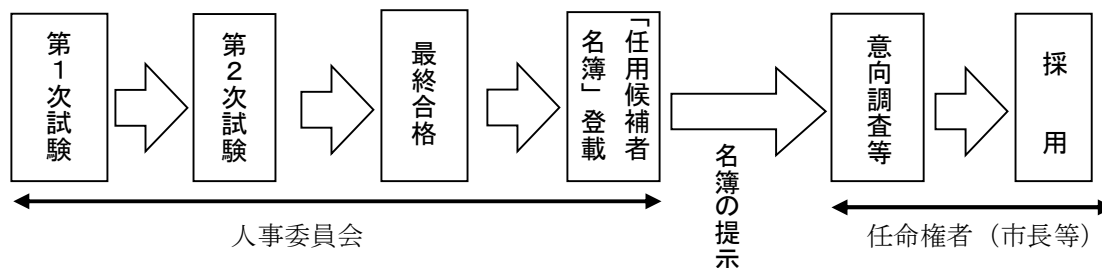 第１次試験
第２次試験
最終合格
「任用候補者
名簿」登載
名簿の提示
意向調査等
採用
人事委員会
任命権者（市長等）